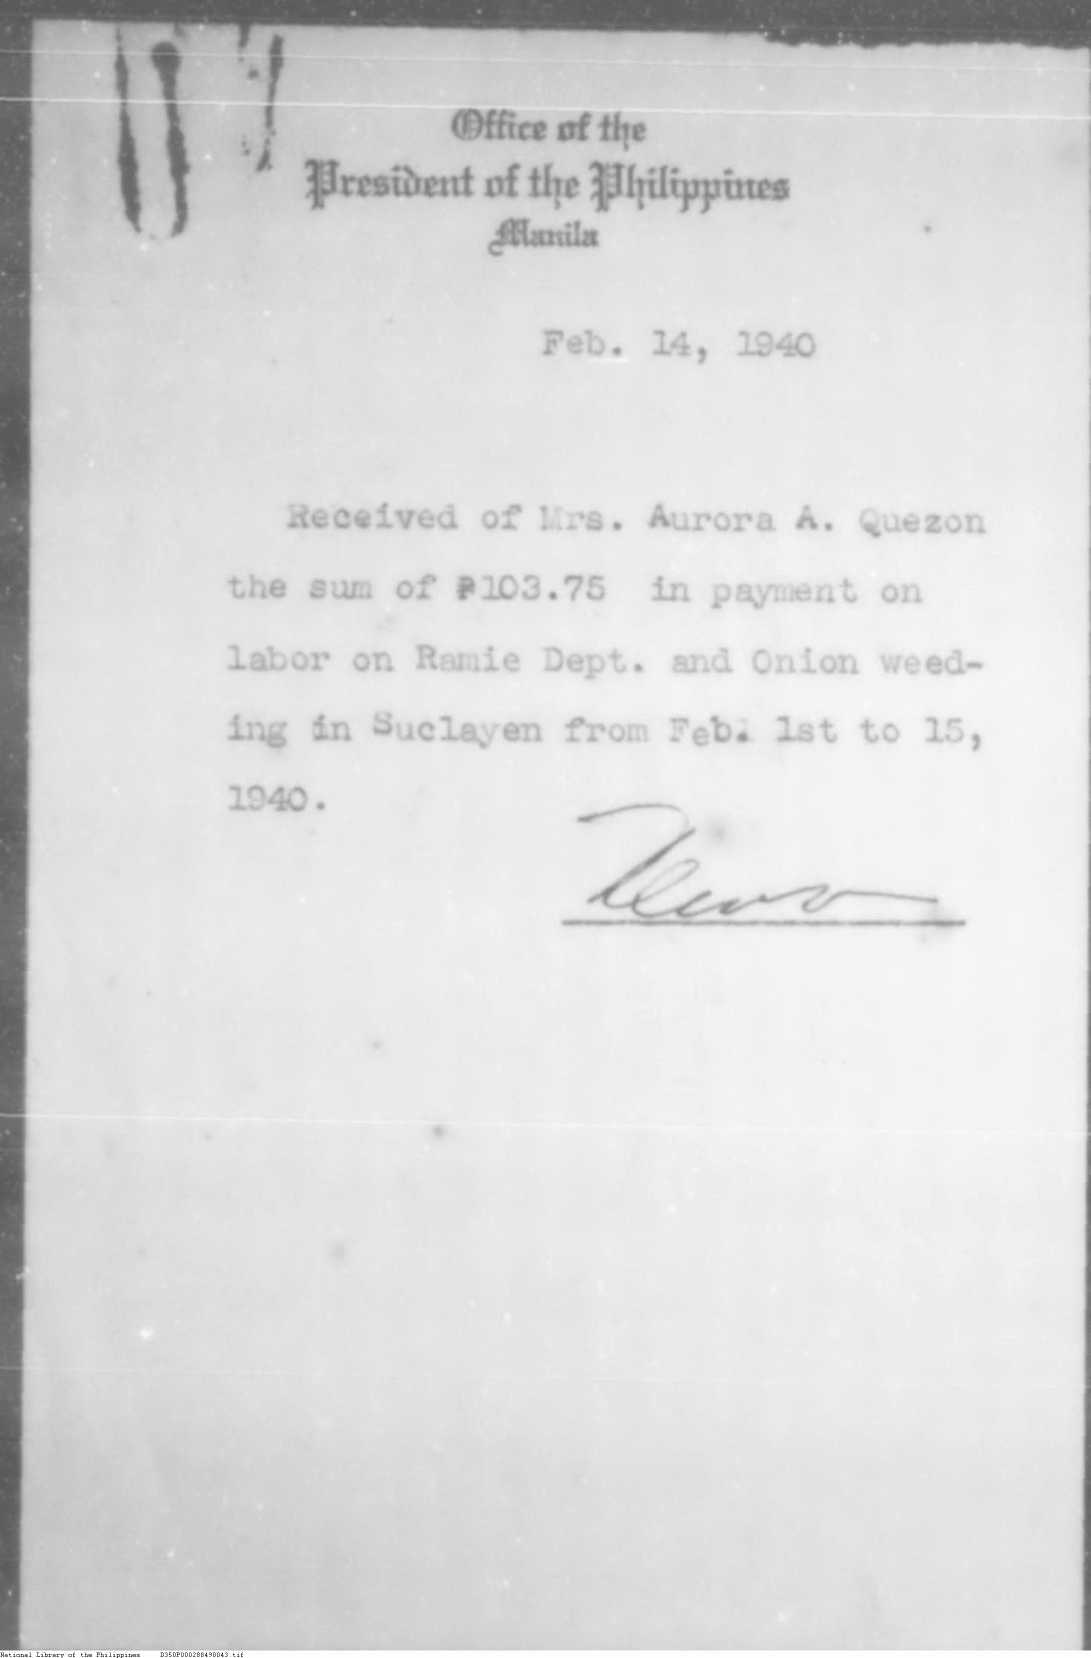 Office of the
President of the Philippines
Manila
Feb. 14, 1940
Received of Mrs. Aurora A. Quezon
the sum of ₱103.75 in payment on
labor on Ramie Dept. and Onion weed-
ing in Suclayen from Feb. 1st to 15,
1940.
National Library of the Philippines D350P000288498043.tif